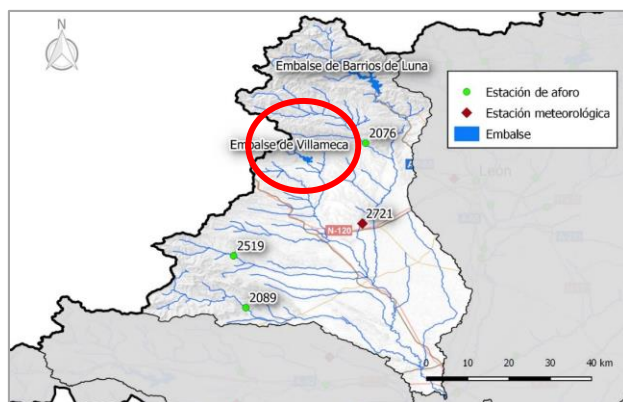 N
Embalse de Barrios de Luna
Estación de aforo
Estación meteorológica
Embalse
2076
Embalse de Villameca
León
2721
N-120
2519
2089
0 10 20 30 40 km